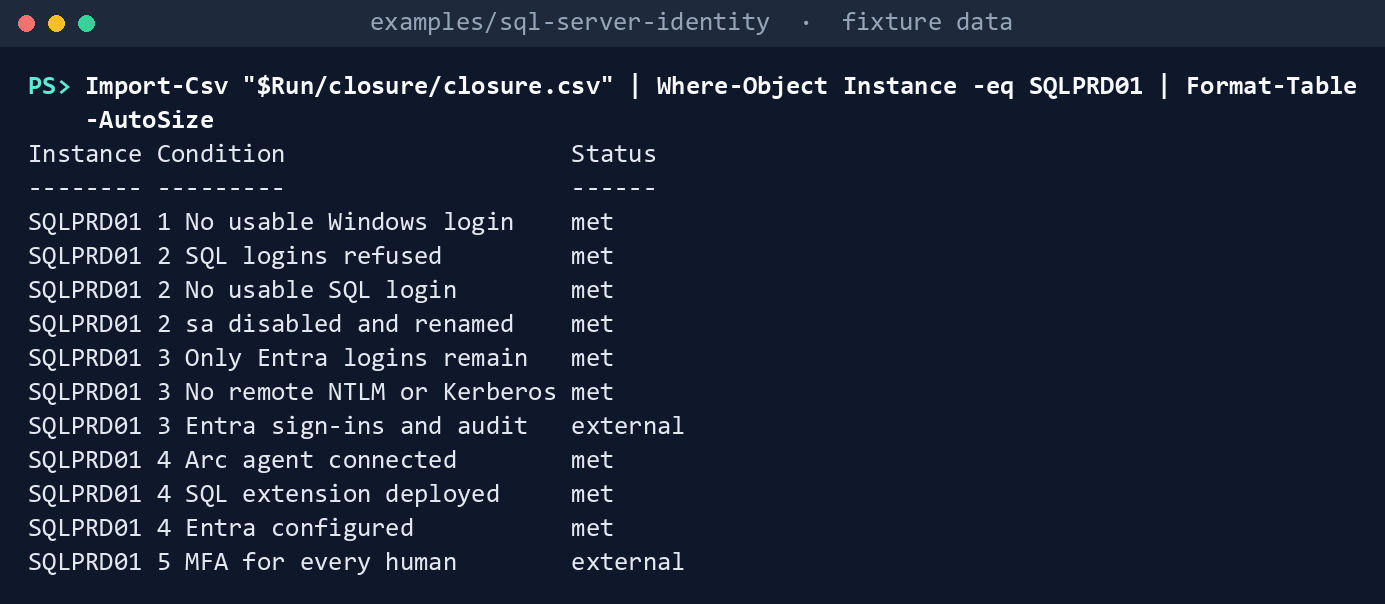 examples/sql-server-identity · fixture data
PS> Import-Csv "$Run/closure/closure.csv" | Where-Object Instance -eq SQLPRD01 | Format-Table
-AutoSize
Instance Condition Status
-------- --------- ------
SQLPRD01 1 No usable Windows login met
SQLPRD01 2 SQL logins refused met
SQLPRD01 2 No usable SQL login met
SQLPRD01 2 sa disabled and renamed met
SQLPRD01 3 Only Entra logins remain met
SQLPRD01 3 No remote NTLM or Kerberos met
SQLPRD01 3 Entra sign-ins and audit external
SQLPRD01 4 Arc agent connected met
SQLPRD01 4 SQL extension deployed met
SQLPRD01 4 Entra configured met
SQLPRD01 5 MFA for every human external